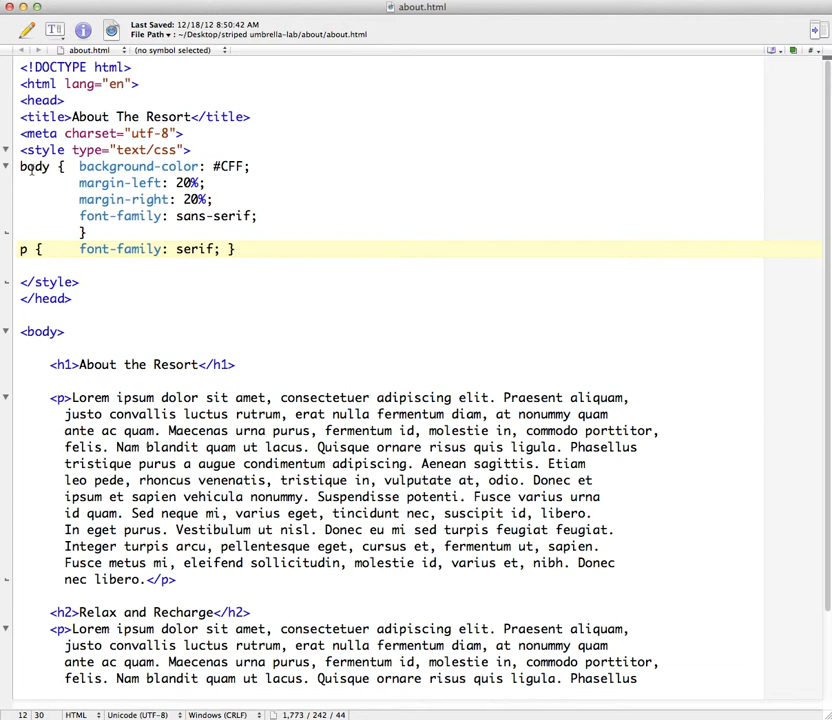 about.html
Last Saved: 12/18/12 8:50:42 AM
File Path ▾ : ~/Desktop/striped umbrella-lab/about/about.html
about.html (no symbol selected)
<!DOCTYPE html>
<html lang="en">
<head>
<title>About The Resort</title>
<meta charset="utf-8">
<style type="text/css">
body { background-color: #CFF;
margin-left: 20%;
margin-right: 20%;
font-family: sans-serif;
}
p { font-family: serif; }
</style>
</head>
<body>
<h1>About the Resort</h1>
<p>Lorem ipsum dolor sit amet, consectetuer adipiscing elit. Praesent aliquam,
justo convallis luctus rutrum, erat nulla fermentum diam, at nonummy quam
ante ac quam. Maecenas urna purus, fermentum id, molestie in, commodo porttitor,
felis. Nam blandit quam ut lacus. Quisque ornare risus quis ligula. Phasellus
tristique purus a augue condimentum adipiscing. Aenean sagittis. Etiam
leo pede, rhoncus venenatis, tristique in, vulputate at, odio. Donec et
ipsum et sapien vehicula nonummy. Suspendisse potenti. Fusce varius urna
id quam. Sed neque mi, varius eget, tincidunt nec, suscipit id, libero.
In eget purus. Vestibulum ut nisl. Donec eu mi sed turpis feugiat feugiat.
Integer turpis arcu, pellentesque eget, cursus et, fermentum ut, sapien.
Fusce metus mi, eleifend sollicitudin, molestie id, varius et, nibh. Donec
nec libero.</p>
<h2>Relax and Recharge</h2>
<p>Lorem ipsum dolor sit amet, consectetuer adipiscing elit. Praesent aliquam,
justo convallis luctus rutrum, erat nulla fermentum diam, at nonummy quam
ante ac quam. Maecenas urna purus, fermentum id, molestie in, commodo porttitor,
felis. Nam blandit quam ut lacus. Quisque ornare risus quis ligula. Phasellus
12 30 HTML Unicode (UTF-8) Windows (CRLF) 1,773 / 242 / 44